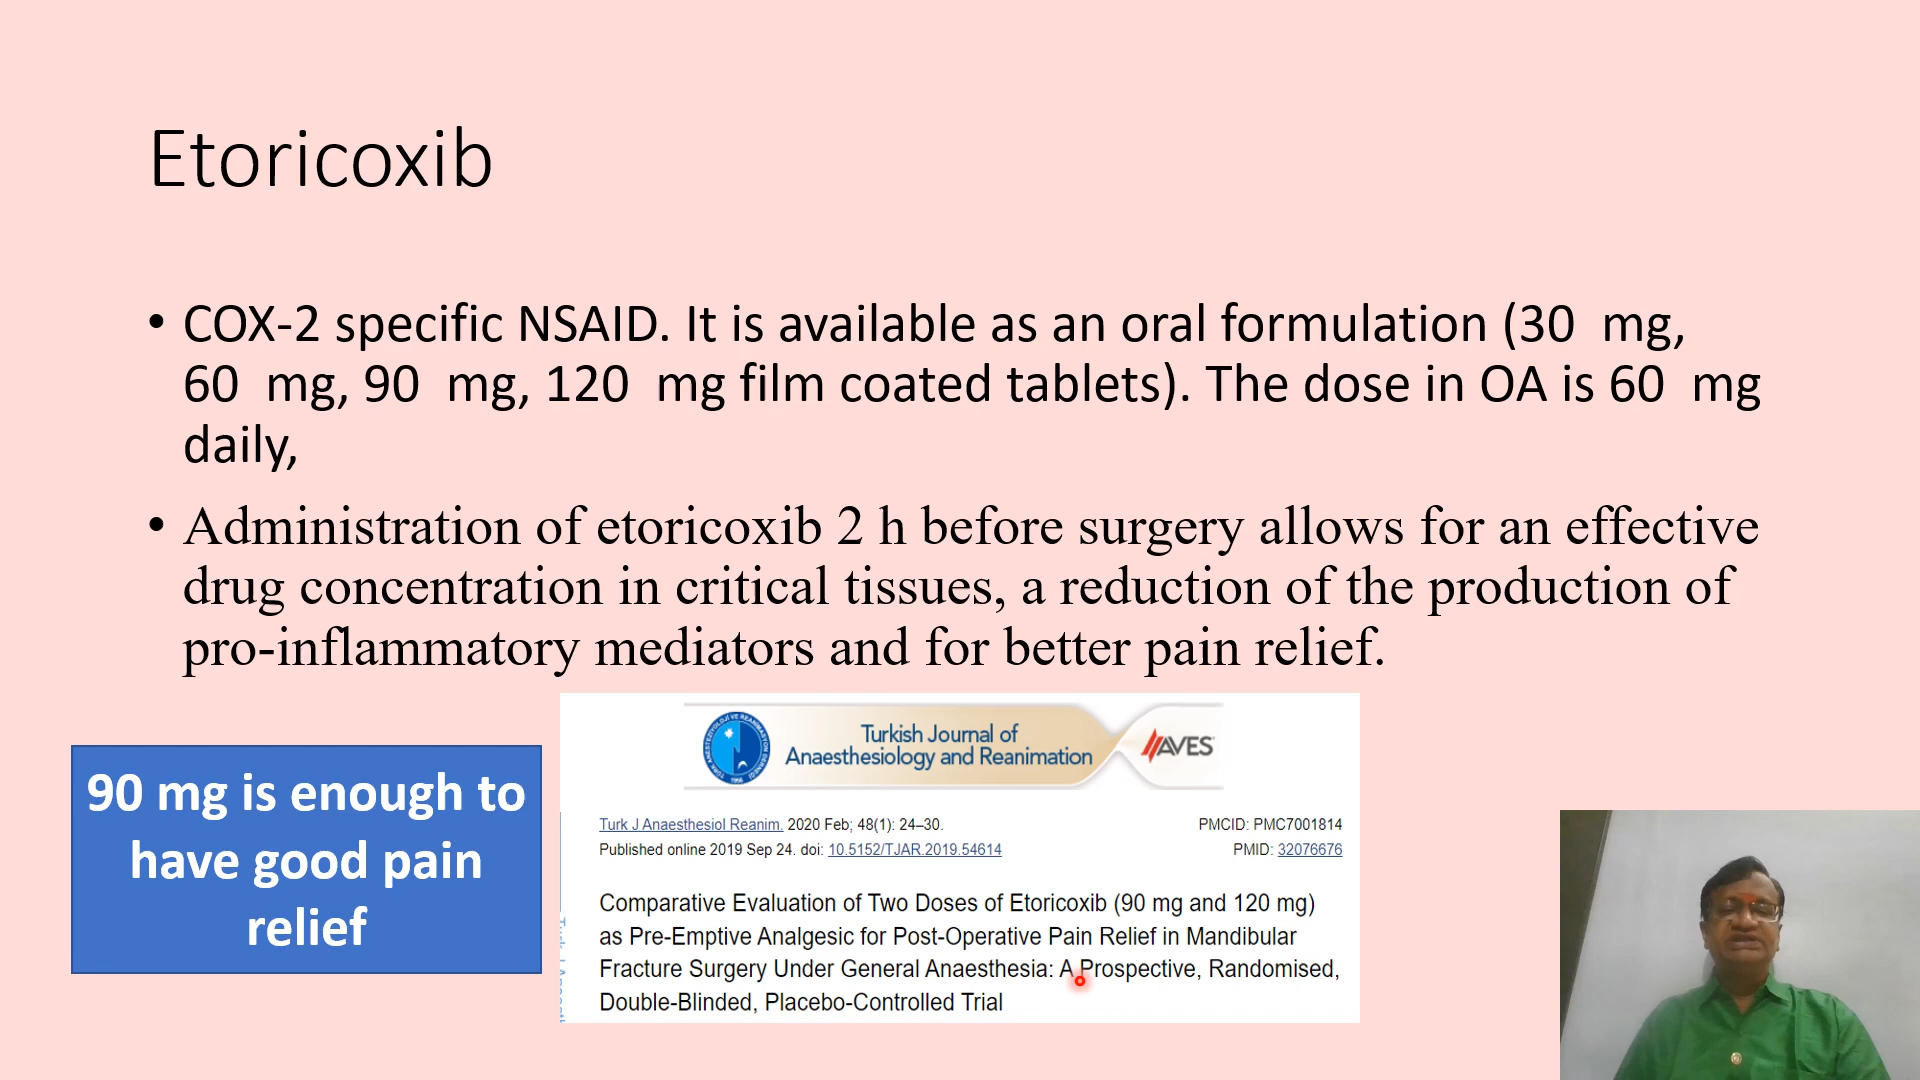 Etoricoxib
• COX-2 specific NSAID. It is available as an oral formulation (30 mg,
60 mg, 90 mg, 120 mg film coated tablets). The dose in OA is 60 mg
daily,
• Administration of etoricoxib 2 h before surgery allows for an effective
drug concentration in critical tissues, a reduction of the production of
pro-inflammatory mediators and for better pain relief.
90 mg is enough to
have good pain
relief
Turkish Journal of
Anaesthesiology and Reanimation
AVES
Turk J Anaesthesiol Reanim. 2020 Feb; 48(1): 24–30.
PMCID: PMC7001814
Published online 2019 Sep 24. doi: 10.5152/TJAR.2019.54614
PMID: 32076676
Comparative Evaluation of Two Doses of Etoricoxib (90 mg and 120 mg)
as Pre-Emptive Analgesic for Post-Operative Pain Relief in Mandibular
Fracture Surgery Under General Anaesthesia: A Prospective, Randomised,
Double-Blinded, Placebo-Controlled Trial